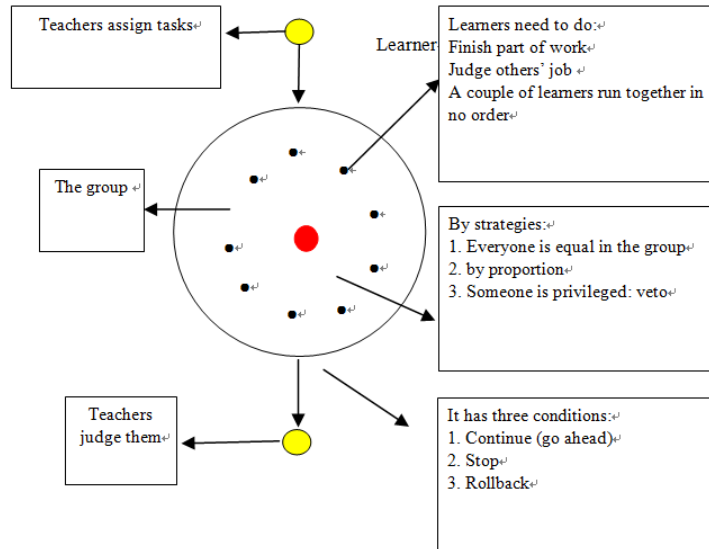 Teachers assign tasks
Learner
Learners need to do:
Finish part of work
Judge others’ job
A couple of learners run together in
no order
The group
By strategies:
1. Everyone is equal in the group
2. by proportion
3. Someone is privileged: veto
Teachers
judge them
It has three conditions:
1. Continue (go ahead)
2. Stop
3. Rollback